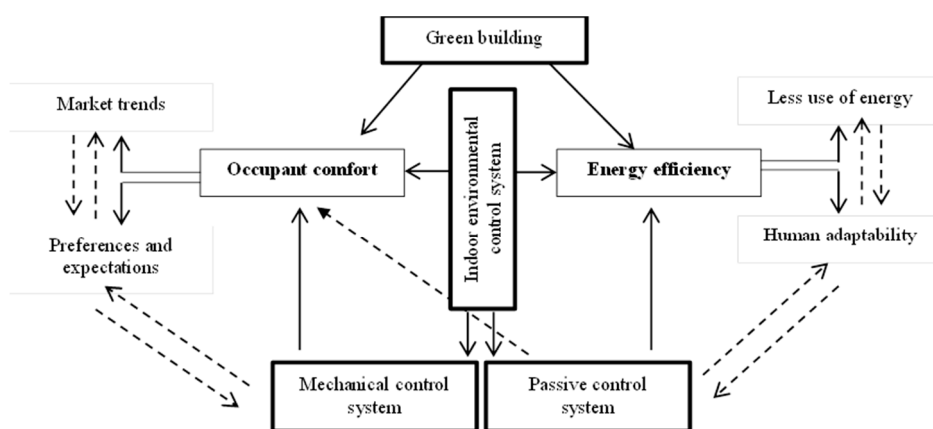 Green building
Market trends
Less use of energy
Occupant comfort
Indoor environmental
control system
Energy efficiency
Preferences and
expectations
Human adaptability
Mechanical control
system
Passive control
system